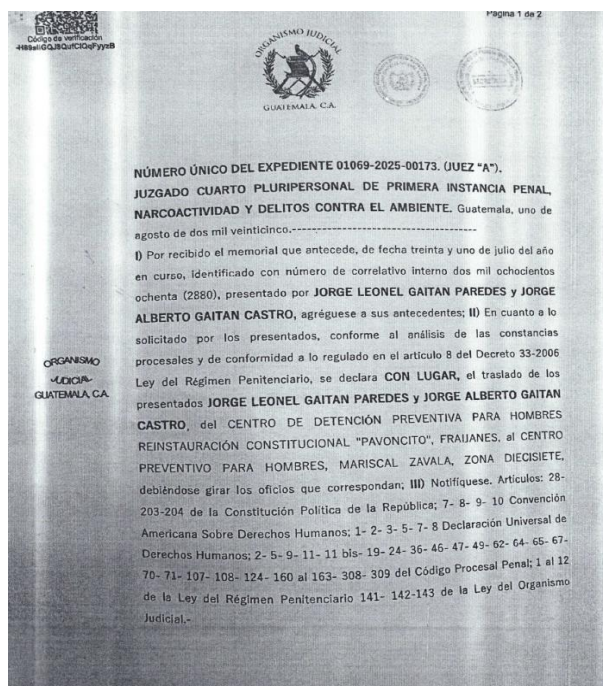 Página 1 de 2
Código de verificación
ORGANISMO JUDICIAL
GUATEMALA, C.A.
NÚMERO ÚNICO DEL EXPEDIENTE 01069-2025-00173. (JUEZ "A").
JUZGADO CUARTO PLURIPERSONAL DE PRIMERA INSTANCIA PENAL,
NARCOACTIVIDAD Y DELITOS CONTRA EL AMBIENTE. Guatemala, uno de
agosto de dos mil veinticinco.---------------------------------------------
I) Por recibido el memorial que antecede, de fecha treinta y uno de julio del año
en curso, identificado con número de correlativo interno dos mil ochocientos
ochenta (2880), presentado por JORGE LEONEL GAITAN PAREDES y JORGE
ALBERTO GAITAN CASTRO, agréguese a sus antecedentes; II) En cuanto a lo
solicitado por los presentados, conforme al análisis de las constancias
procesales y de conformidad a lo regulado en el artículo 8 del Decreto 33-2006
Ley del Régimen Penitenciario, se declara CON LUGAR, el traslado de los
presentados JORGE LEONEL GAITAN PAREDES y JORGE ALBERTO GAITAN
CASTRO, del CENTRO DE DETENCIÓN PREVENTIVA PARA HOMBRES
REINSTAURACIÓN CONSTITUCIONAL "PAVONCITO", FRAIJANES, al CENTRO
PREVENTIVO PARA HOMBRES, MARISCAL ZAVALA, ZONA DIECISIETE,
debiéndose girar los oficios que correspondan; III) Notifíquese. Artículos: 28-
203-204 de la Constitución Política de la República; 7- 8- 9- 10 Convención
Americana Sobre Derechos Humanos; 1- 2- 3- 5- 7- 8 Declaración Universal de
Derechos Humanos; 2- 5- 9- 11- 11 bis- 19- 24- 36- 46- 47- 49- 62- 64- 65- 67-
70- 71- 107- 108- 124- 160 al 163- 308- 309 del Código Procesal Penal; 1 al 12
de la Ley del Régimen Penitenciario 141- 142-143 de la Ley del Organismo
Judicial.-
ORGANISMO
JUDICIAL
GUATEMALA, C.A.